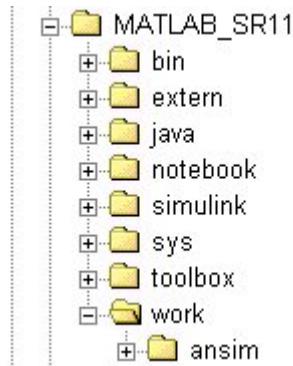 MATLAB_SR11
bin
extern
java
notebook
simulink
sys
toolbox
work
ansim